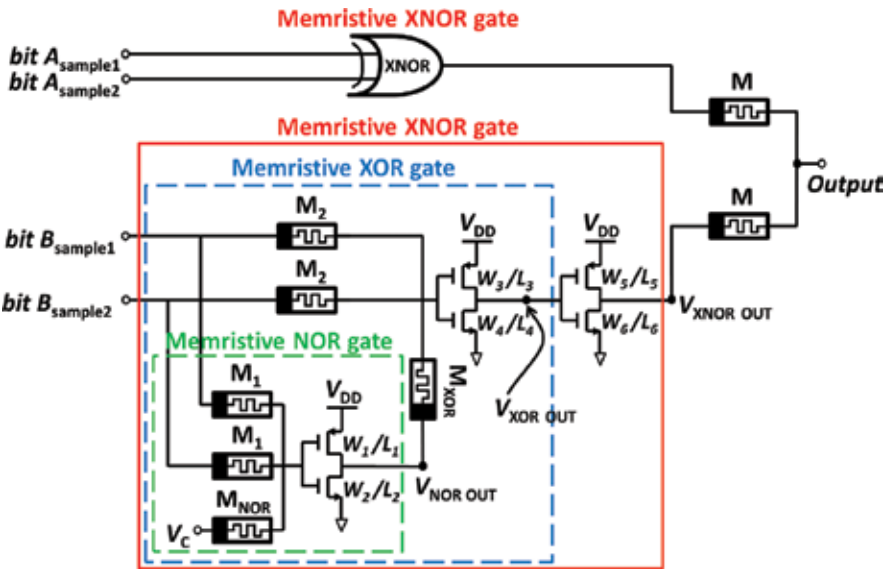 Memristive XNOR gate
bit Asample1
bit Asample2
XNOR
M
Memristive XNOR gate
Memristive XOR gate
Output
M2
M
VDD
VDD
bit Bsample1
W3/L3
W5/L5
M2
bit Bsample2
W4/L4
W6/L6
VXNOR OUT
Memristive NOR gate
M1
VDD
MXOR
VXOR OUT
W1/L1
M1
W2/L2
VNOR OUT
MNOR
VC